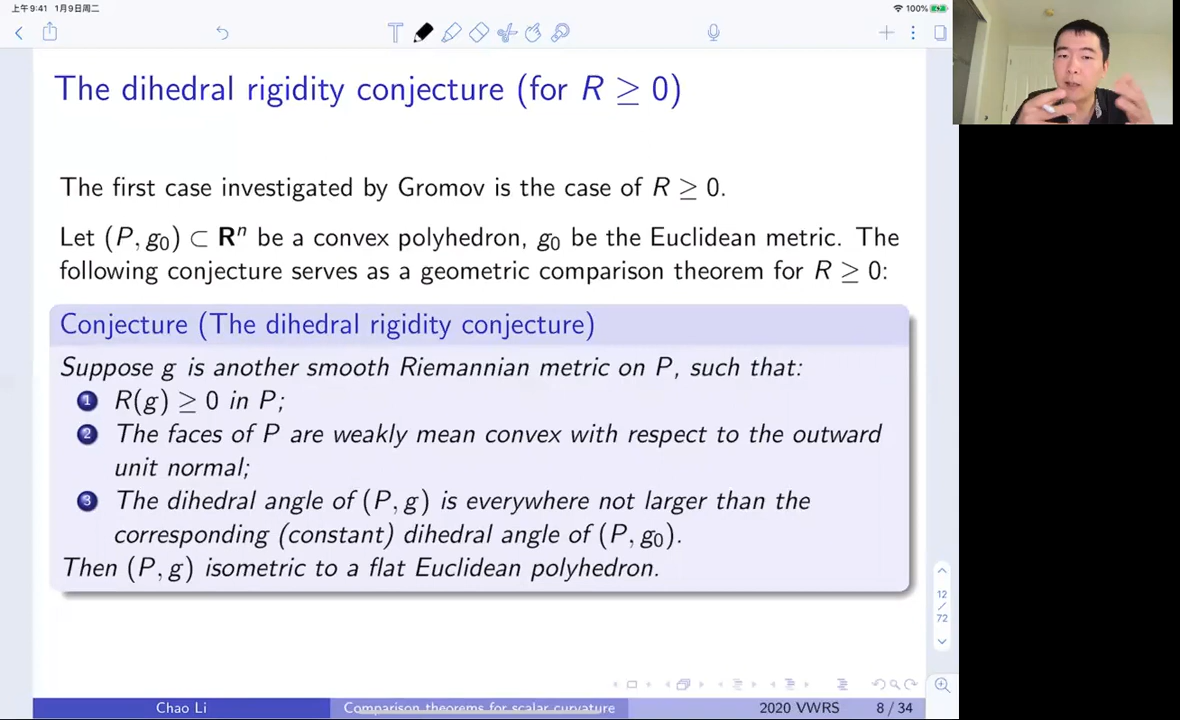 上午9:41 1月9日周二
100%
The dihedral rigidity conjecture (for R ≥ 0)
The first case investigated by Gromov is the case of R ≥ 0.
Let (P, g₀) ⊂ Rⁿ be a convex polyhedron, g₀ be the Euclidean metric. The
following conjecture serves as a geometric comparison theorem for R ≥ 0:
Conjecture (The dihedral rigidity conjecture)
Suppose g is another smooth Riemannian metric on P, such that:
1 R(g) ≥ 0 in P;
2 The faces of P are weakly mean convex with respect to the outward
unit normal;
3 The dihedral angle of (P, g) is everywhere not larger than the
corresponding (constant) dihedral angle of (P, g₀).
Then (P, g) isometric to a flat Euclidean polyhedron.
12
/
72
Chao Li Comparison theorems for scalar curvature 2020 VWRS 8 / 34